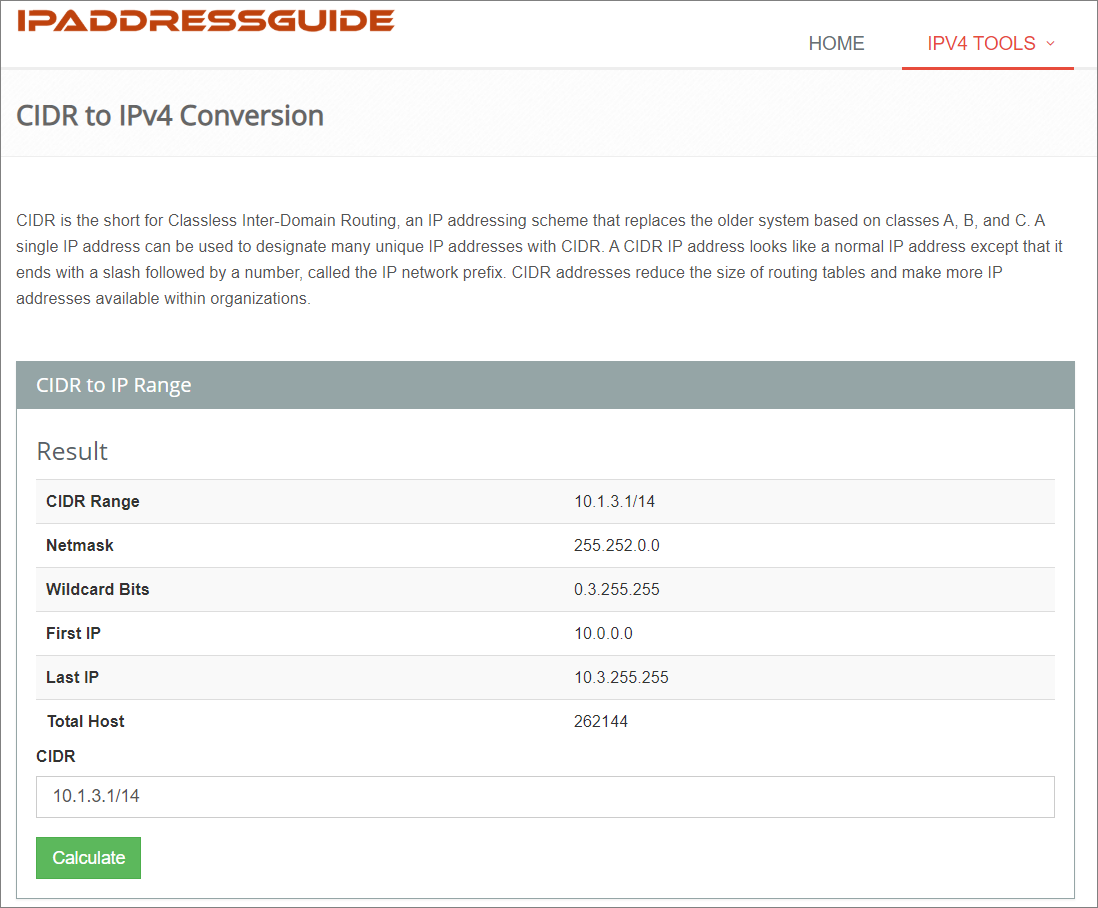 IPADDRESSGUIDE
HOME
IPV4 TOOLS
CIDR to IPv4 Conversion
CIDR is the short for Classless Inter-Domain Routing, an IP addressing scheme that replaces the older system based on classes A, B, and C. A
single IP address can be used to designate many unique IP addresses with CIDR. A CIDR IP address looks like a normal IP address except that it
ends with a slash followed by a number, called the IP network prefix. CIDR addresses reduce the size of routing tables and make more IP
addresses available within organizations.
CIDR to IP Range
Result
CIDR Range 10.1.3.1/14
Netmask 255.252.0.0
Wildcard Bits 0.3.255.255
First IP 10.0.0.0
Last IP 10.3.255.255
Total Host 262144
CIDR
10.1.3.1/14
Calculate